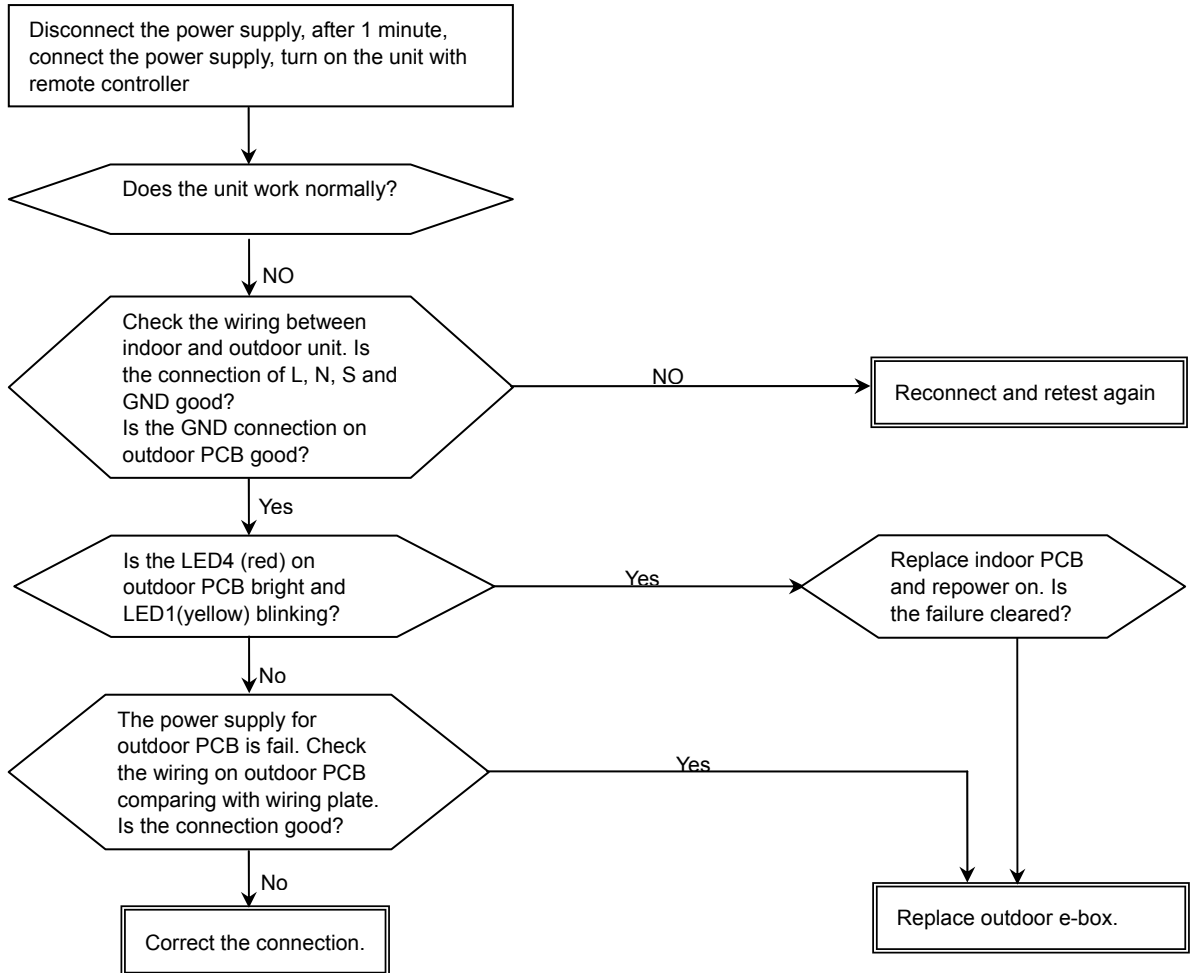 Disconnect the power supply, after 1 minute,
connect the power supply, turn on the unit with
remote controller
Does the unit work normally?
NO
Check the wiring between
indoor and outdoor unit. Is
the connection of L, N, S and
GND good?
Is the GND connection on
outdoor PCB good?
NO
Reconnect and retest again
Yes
Is the LED4 (red) on
outdoor PCB bright and
LED1(yellow) blinking?
Yes
Replace indoor PCB
and repower on. Is
the failure cleared?
No
The power supply for
outdoor PCB is fail. Check
the wiring on outdoor PCB
comparing with wiring plate.
Is the connection good?
Yes
No
Correct the connection.
Replace outdoor e-box.